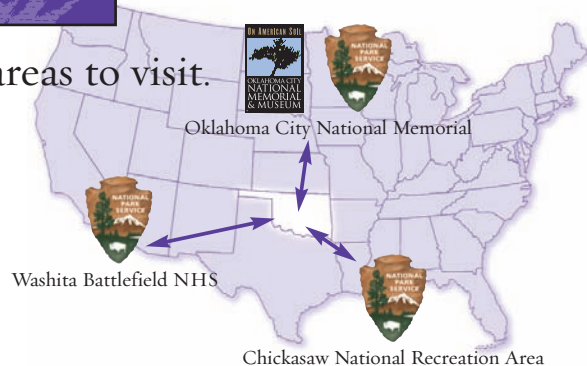 areas to visit.
ON AMERICAN SOIL
OKLAHOMA CITY
NATIONAL
MEMORIAL
& MUSEUM
NATIONAL
PARK
SERVICE
Oklahoma City National Memorial
NATIONAL
PARK
SERVICE
Washita Battlefield NHS
NATIONAL
PARK
SERVICE
Chickasaw National Recreation Area